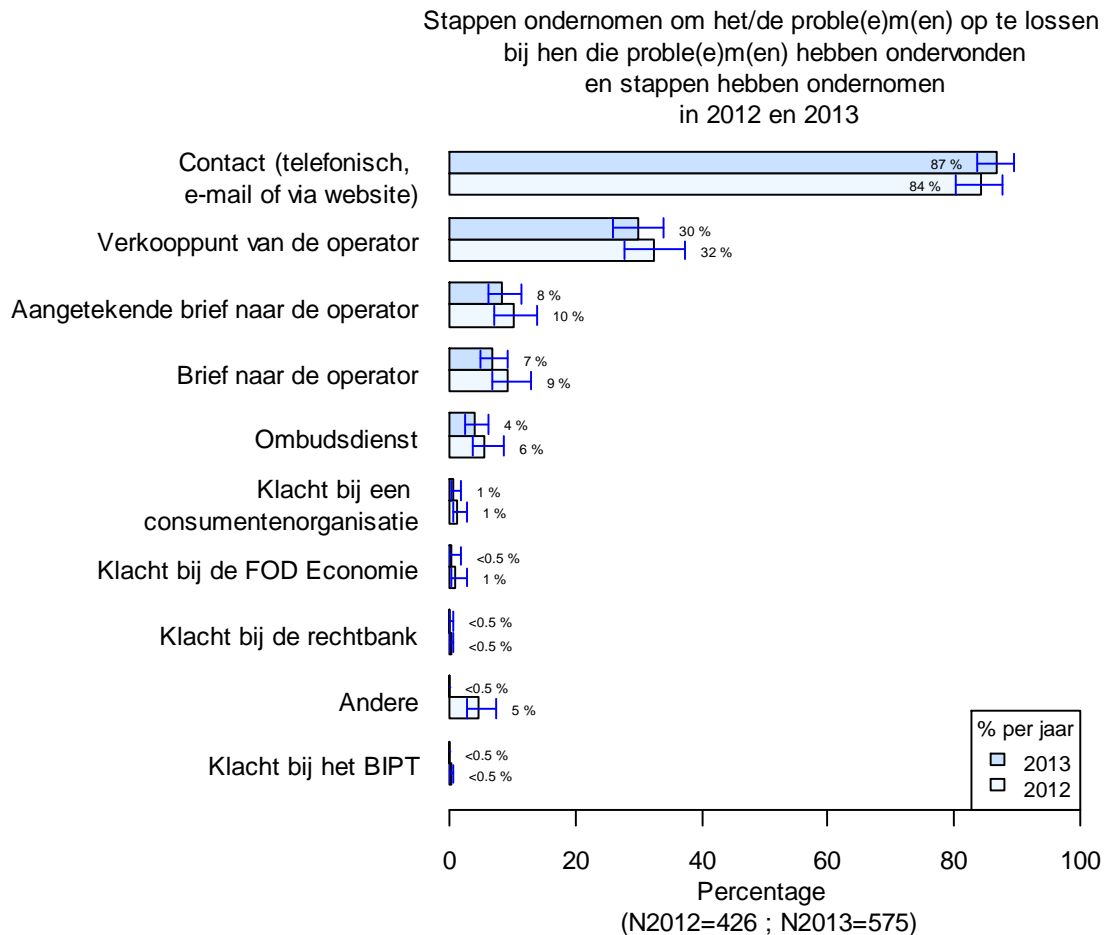 Stappen ondernomen om het/de proble(e)m(en) op te lossen
bij hen die proble(e)m(en) hebben ondervonden
en stappen hebben ondernomen
in 2012 en 2013
Contact (telefonisch,
e-mail of via website)
87 %
84 %
Verkooppunt van de operator
30 %
32 %
Aangetekende brief naar de operator
8 %
10 %
Brief naar de operator
7 %
9 %
Ombudsdienst
4 %
6 %
Klacht bij een
consumentenorganisatie
1 %
1 %
Klacht bij de FOD Economie
<0.5 %
1 %
Klacht bij de rechtbank
<0.5 %
<0.5 %
Andere
<0.5 %
5 %
Klacht bij het BIPT
<0.5 %
<0.5 %
% per jaar
2013
2012
0 20 40 60 80 100
Percentage
(N2012=426 ; N2013=575)